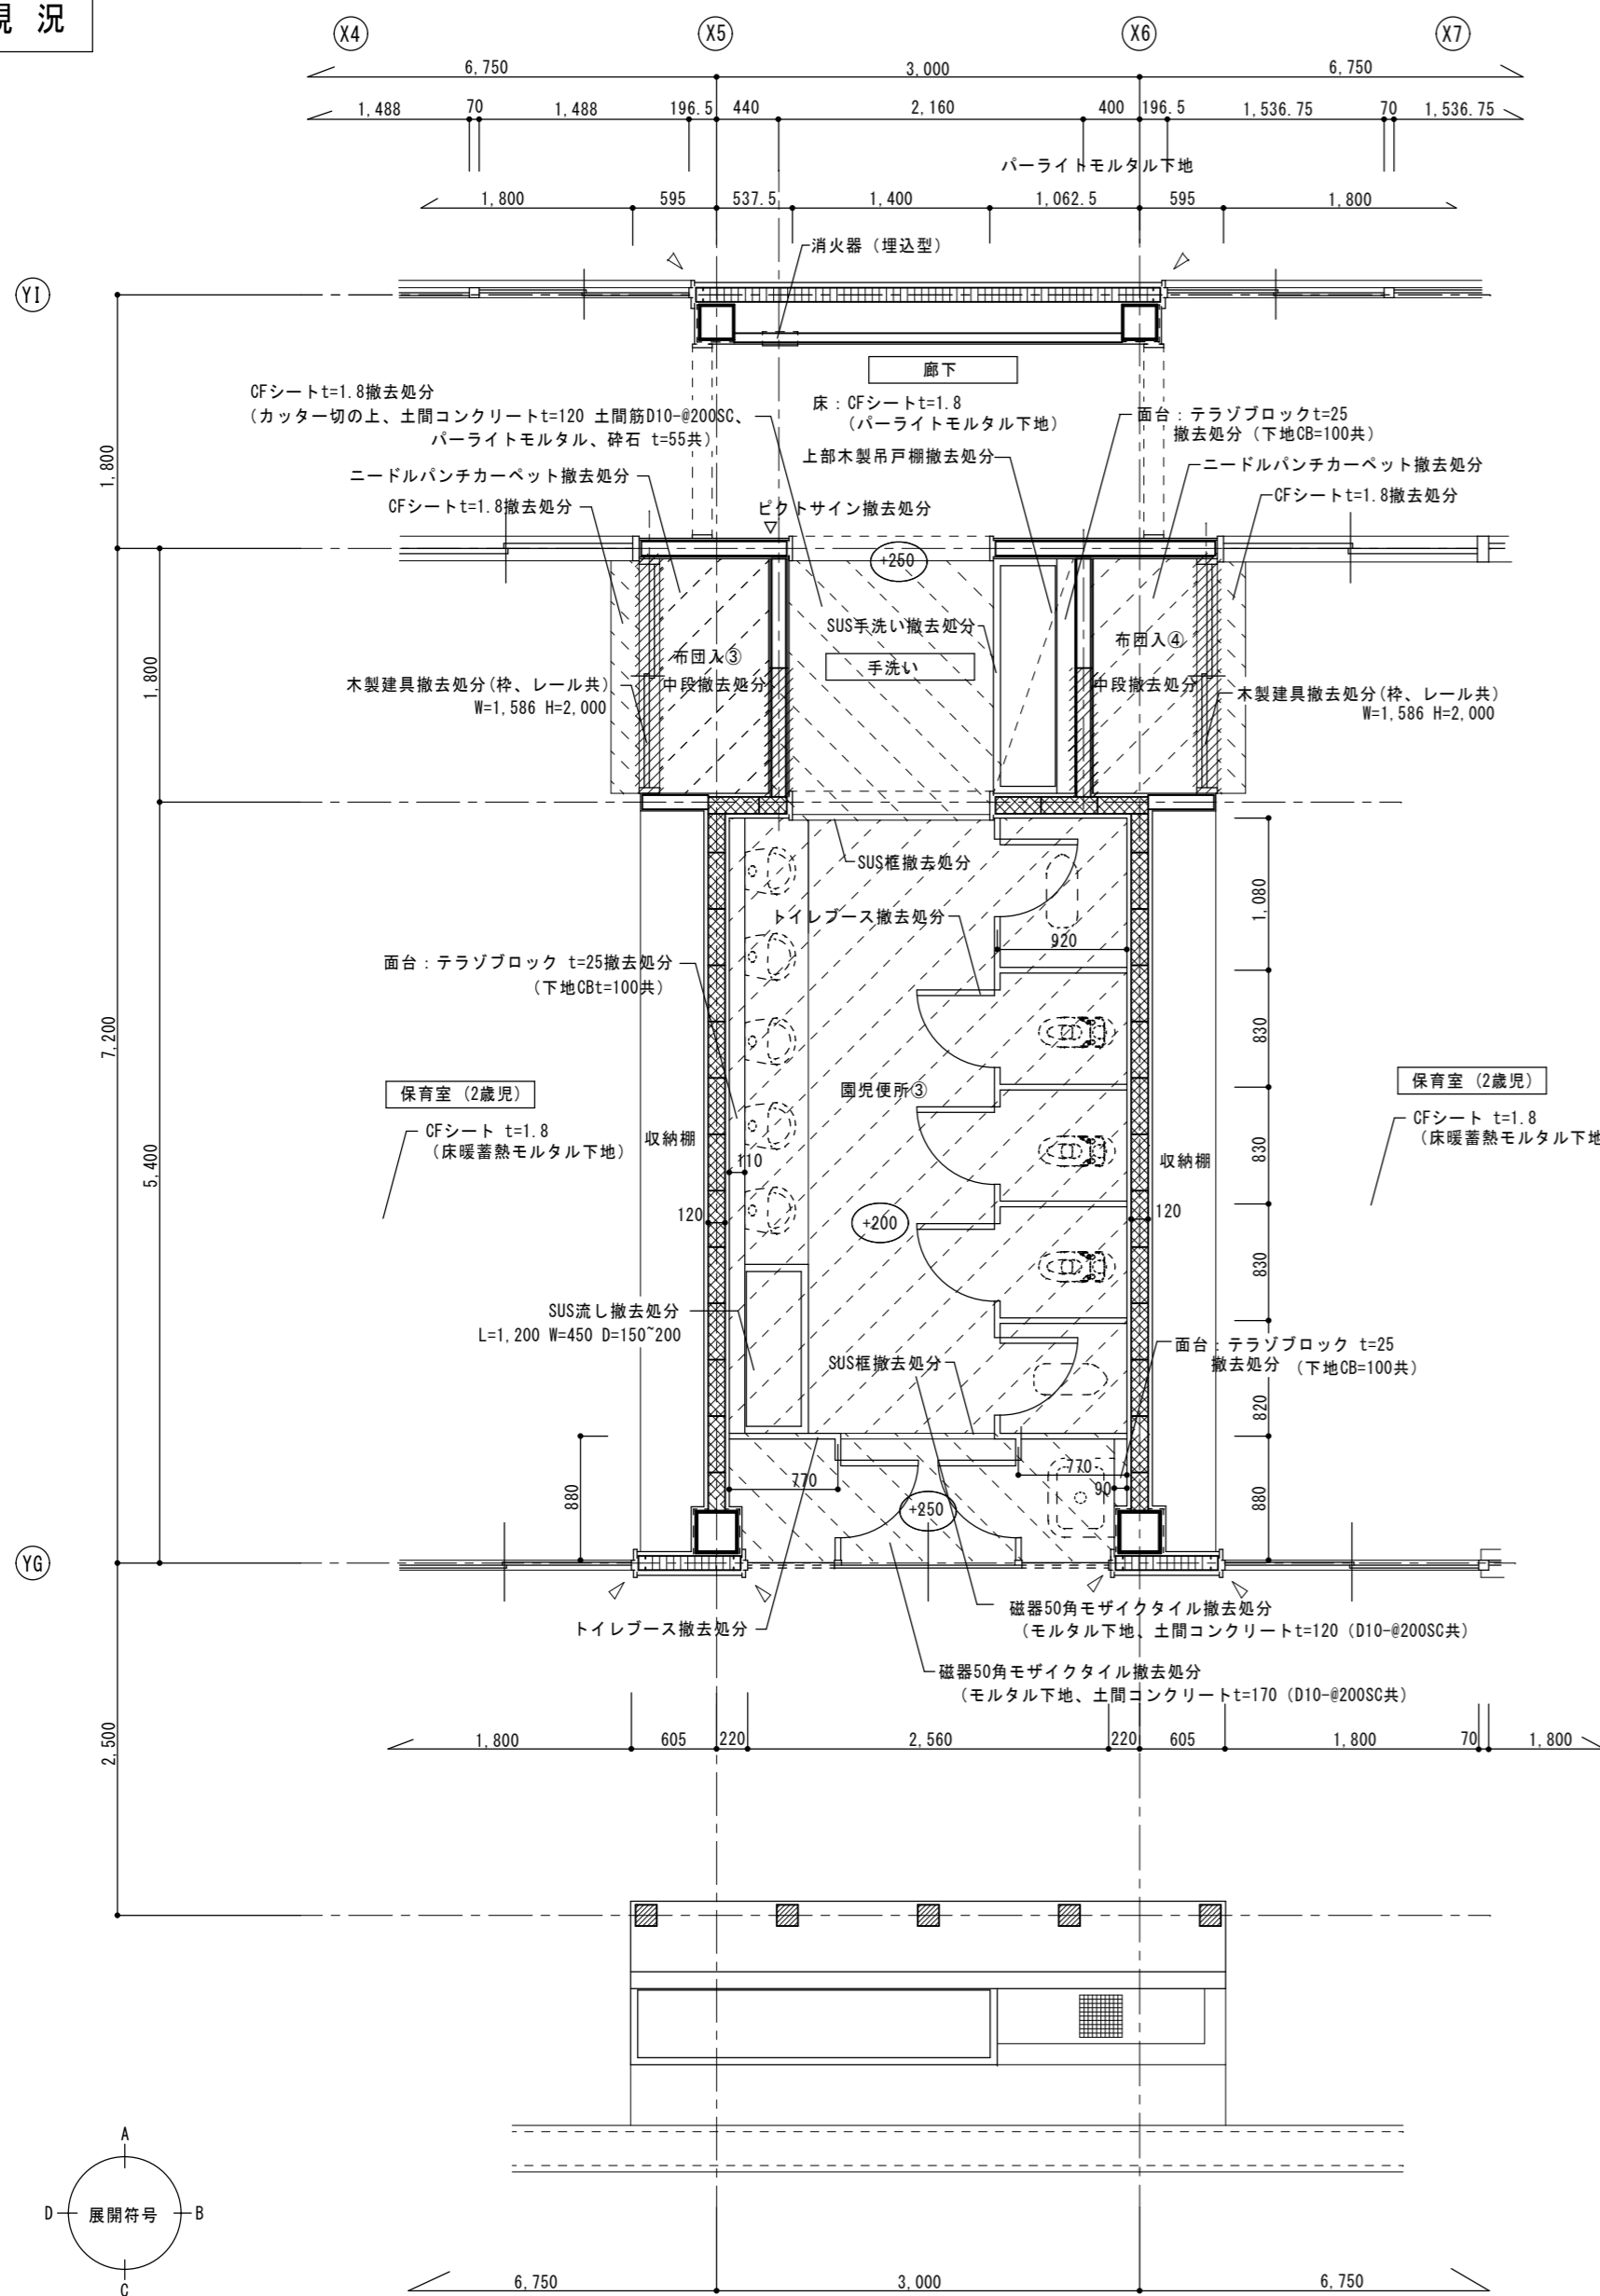 現 況
X4
X5
X6
X7
6,750
3,000
6,750
1,488
70
1,488
196.5
440
2,160
400
196.5
1,536.75
70
1,536.75
パーライトモルタル下地
1,800
595
537.5
1,400
1,062.5
595
1,800
消火器（埋込型）
YI
廊下
CFシートt=1.8撤去処分
（カッター切の上、土間コンクリートt=120 土間筋D10-@200SC、
パーライトモルタル、砕石 t=55共）
床：CFシートt=1.8
（パーライトモルタル下地）
面台：テラゾブロックt=25
撤去処分（下地CB=100共）
上部木製吊戸棚撤去処分
ニードルパンチカーペット撤去処分
ニードルパンチカーペット撤去処分
CFシートt=1.8撤去処分
CFシートt=1.8撤去処分
ピクトサイン撤去処分
1,800
+250
SUS手洗い撤去処分
手洗い
布団入③
中段撤去処分
布団入④
中段撤去処分
木製建具撤去処分(枠、レール共)
W=1,586 H=2,000
木製建具撤去処分(枠、レール共)
W=1,586 H=2,000
1,800
SUS框撤去処分
トイレブース撤去処分
920
1,080
面台：テラゾブロック t=25撤去処分
（下地CBt=100共）
830
7,200
園児便所③
保育室（2歳児）
CFシート t=1.8
（床暖蓄熱モルタル下地）
保育室（2歳児）
CFシート t=1.8
（床暖蓄熱モルタル下地
収納棚
収納棚
830
5,400
110
120
+200
120
830
SUS流し撤去処分
L=1,200 W=450 D=150~200
SUS框撤去処分
面台：テラゾブロック t=25
撤去処分 （下地CB=100共）
820
770
770
90
880
+250
880
YG
トイレブース撤去処分
磁器50角モザイクタイル撤去処分
（モルタル下地、土間コンクリートt=120（D10-@200SC共）
磁器50角モザイクタイル撤去処分
（モルタル下地、土間コンクリートt=170（D10-@200SC共）
2,500
1,800
605
220
2,560
220
605
1,800
70
1,800
A
D
展開符号
B
C
6,750
3,000
6,750